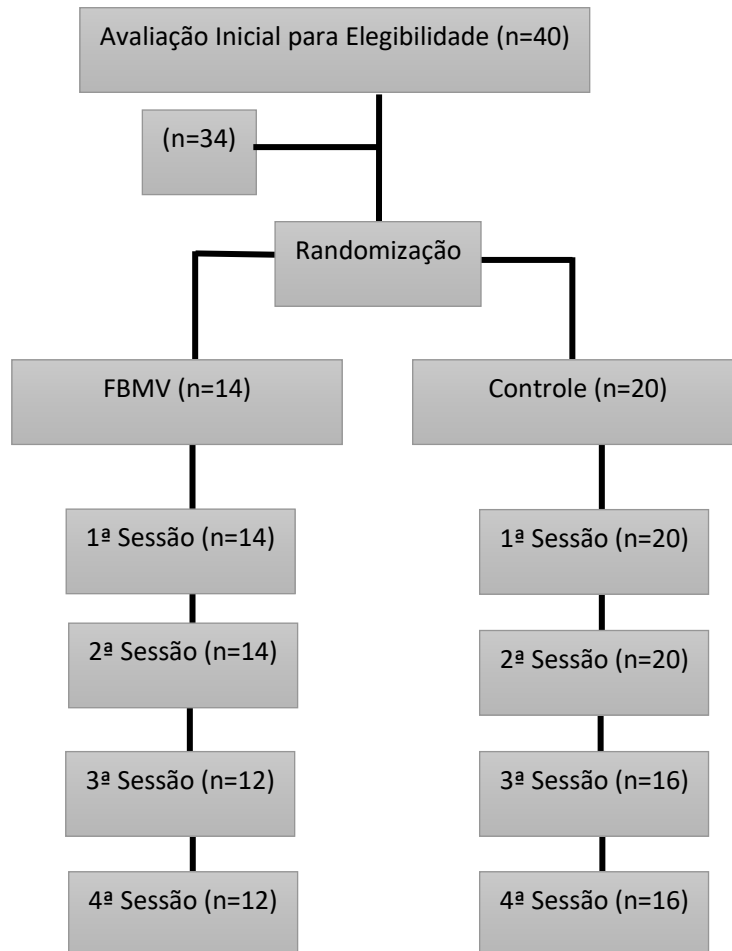 Avaliação Inicial para Elegibilidade (n=40)
(n=34)
Randomização
FBMV (n=14)
Controle (n=20)
1ª Sessão (n=14)
1ª Sessão (n=20)
2ª Sessão (n=14)
2ª Sessão (n=20)
3ª Sessão (n=12)
3ª Sessão (n=16)
4ª Sessão (n=12)
4ª Sessão (n=16)